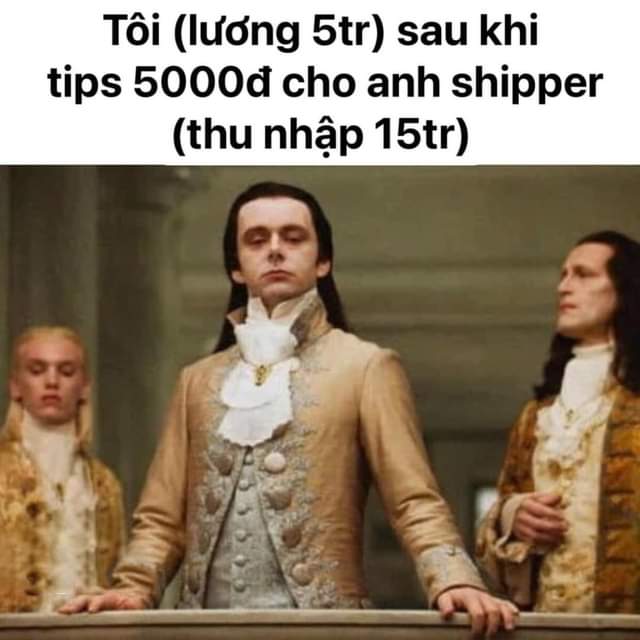 Tôi (lương 5tr) sau khi
tips 5000đ cho anh shipper
(thu nhập 15tr)